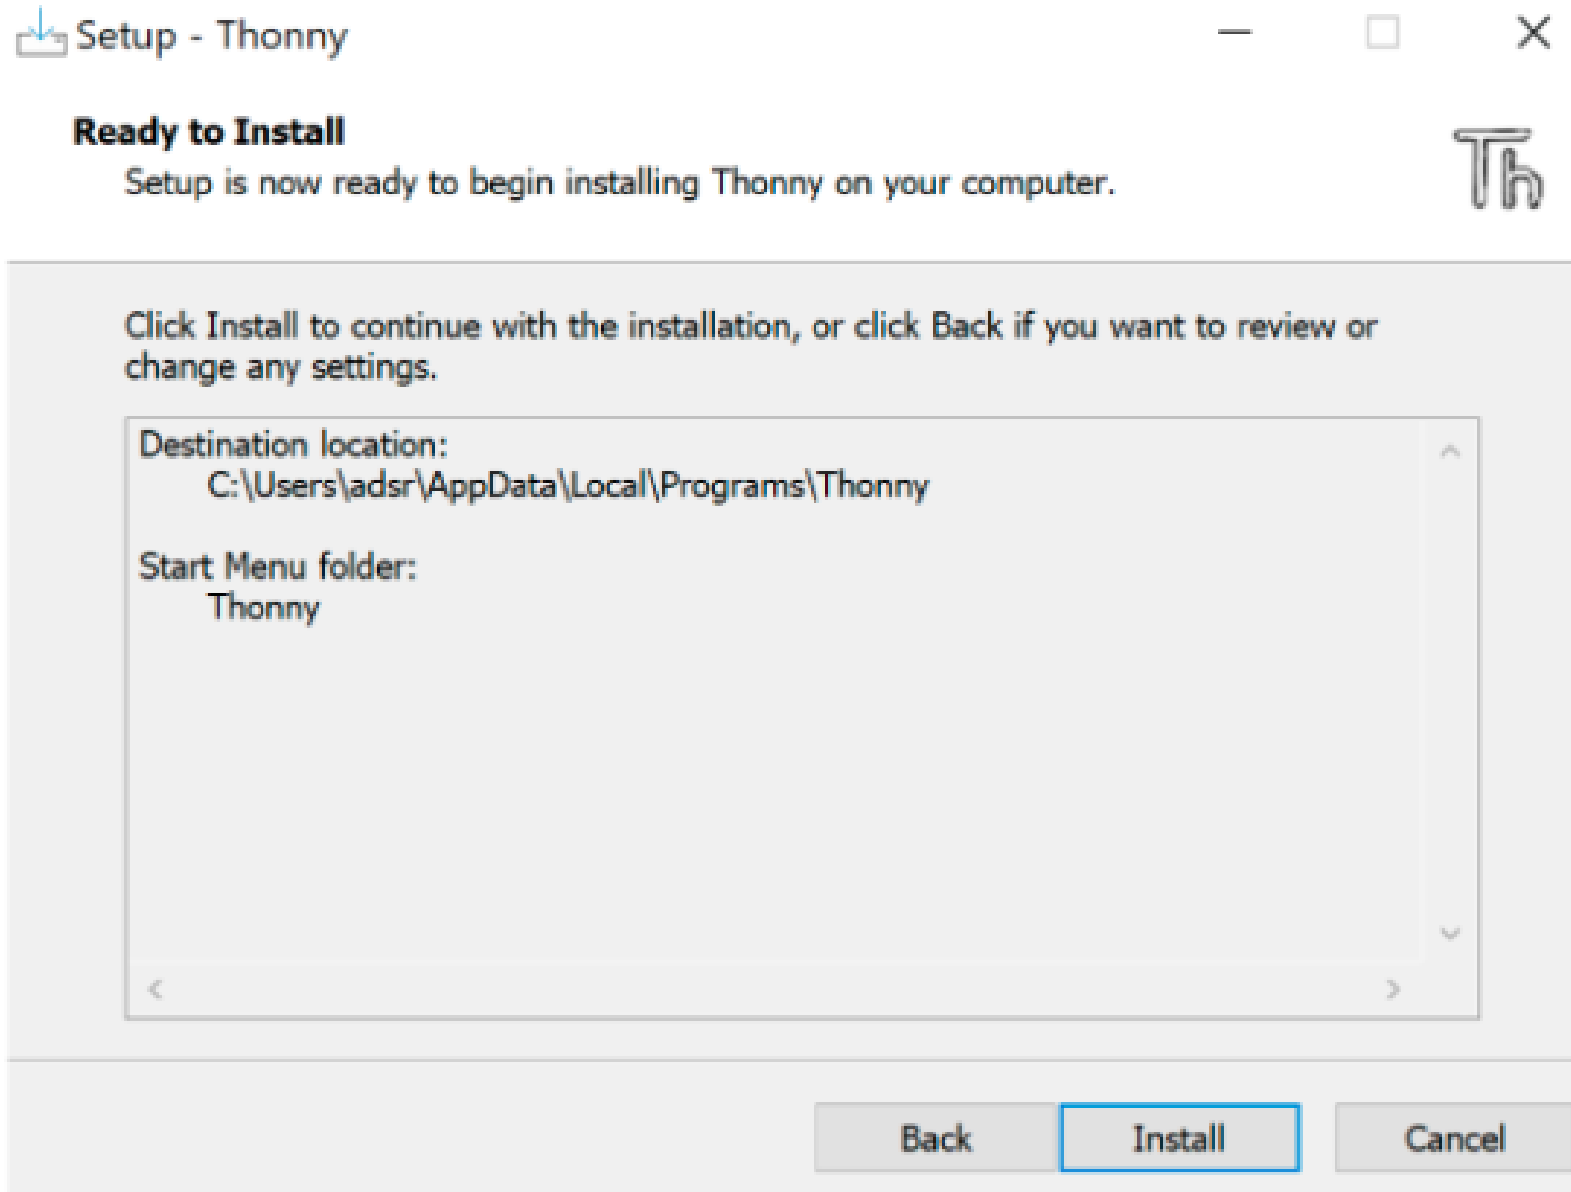 Setup - Thonny
Ready to Install
Setup is now ready to begin installing Thonny on your computer.
Th
Click Install to continue with the installation, or click Back if you want to review or
change any settings.
Destination location:
C:\Users\adsr\AppData\Local\Programs\Thonny
Start Menu folder:
Thonny
Back
Install
Cancel